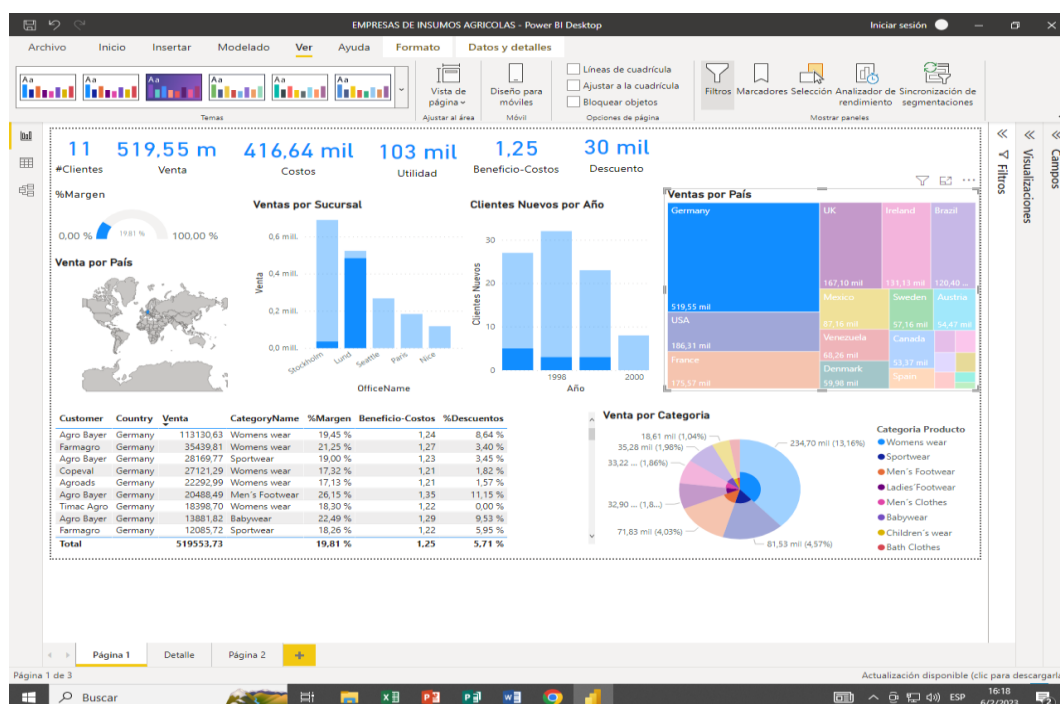 EMPRESAS DE INSUMOS AGRICOLAS - Power BI Desktop
Iniciar sesión
Archivo Inicio Insertar Modelado Ver Ayuda Formato Datos y detalles
Aa Aa Aa Aa Aa Aa
Vista de página
Diseño para móviles
Líneas de cuadrícula
Ajustar a la cuadrícula
Bloquear objetos
Filtros Marcadores Selección Analizador de rendimiento Sincronización de segmentaciones
Temas Ajustar al área Móvil Opciones de página Mostrar paneles
11 519,55 m 416,64 mil 103 mil 1,25 30 mil
#Clientes Venta Costos Utilidad Beneficio-Costos Descuento
%Margen
0,00 % 19,81 % 100,00 %
Venta por País
Ventas por Sucursal
Venta
0,6 mill.
0,4 mill.
0,2 mill.
0,0 mill.
Stockholm Lund Seattle Paris Nice
OfficeName
Clientes Nuevos por Año
Clientes Nuevos
30
20
10
0
1998 2000
Año
Ventas por País
Germany
519,55 mil
USA
186,31 mil
France
175,57 mil
UK
167,10 mil
Ireland
131,13 mil
Brazil
120,40 ...
Mexico
87,16 mil
Sweden
57,16 mil
Austria
54,47 mil
Venezuela
68,26 mil
Canada
53,37 mil
Denmark
59,98 mil
Spain
Filtros
Visualizaciones
Campos
Customer Country Venta CategoryName %Margen Beneficio-Costos %Descuentos
Agro Bayer Germany 113130,63 Womens wear 19,45 % 1,24 8,64 %
Farmagro Germany 35439,81 Womens wear 21,25 % 1,27 3,40 %
Agro Bayer Germany 28169,77 Sportwear 19,00 % 1,23 3,45 %
Copeval Germany 27121,29 Womens wear 17,32 % 1,21 1,82 %
Agroads Germany 22292,99 Womens wear 17,13 % 1,21 1,57 %
Agro Bayer Germany 20488,49 Men´s Footwear 26,15 % 1,35 11,15 %
Timac Agro Germany 18398,70 Womens wear 18,30 % 1,22 0,00 %
Agro Bayer Germany 13881,82 Babywear 22,49 % 1,29 9,53 %
Farmagro Germany 12085,72 Sportwear 18,26 % 1,22 5,95 %
Total 519553,73 19,81 % 1,25 5,71 %
Venta por Categoria
18,61 mil (1,04%)
35,28 mil (1,98%)
33,22 ... (1,86%)
32,90 ... (1,8...)
71,83 mil (4,03%)
81,53 mil (4,57%)
234,70 mil (13,16%)
Categoria Producto
Womens wear
Sportwear
Men´s Footwear
Ladies´Footwear
Men´s Clothes
Babywear
Children´s wear
Bath Clothes
Página 1 Detalle Página 2
Página 1 de 3
Actualización disponible (clic para descargarla
Buscar
ESP
16:18
6/2/2023